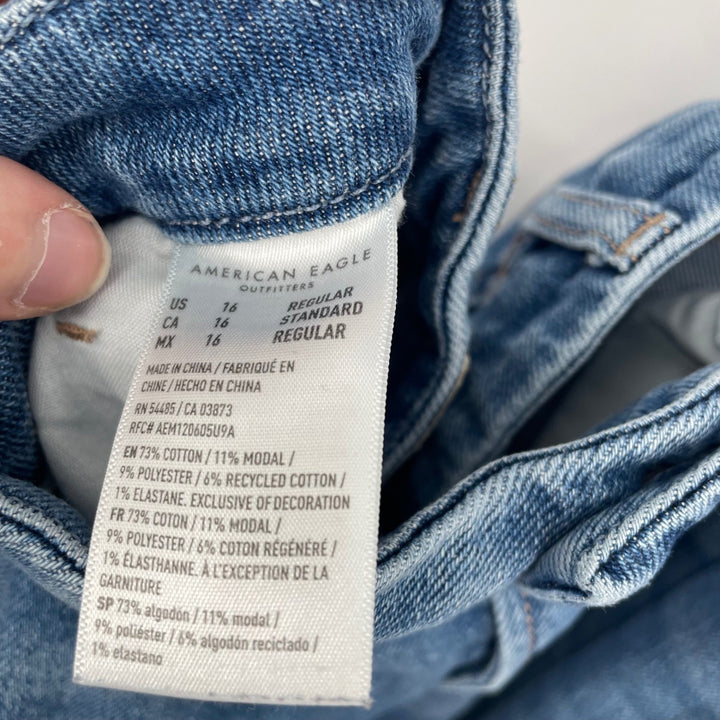 AMERICAN EAGLE
OUTFITTERS
US 16 REGULAR
CA 16 STANDARD
MX 16 REGULAR
MADE IN CHINA / FABRIQUÉ EN
CHINE / HECHO EN CHINA
RN 54485 / CA 03873
RFC# AEM120605U9A
EN 73% COTTON / 11% MODAL /
9% POLYESTER / 6% RECYCLED COTTON /
1% ELASTANE. EXCLUSIVE OF DECORATION
FR 73% COTON / 11% MODAL /
9% POLYESTER / 6% COTON RÉGÉNÉRÉ /
1% ÉLASTHANNE. À L'EXCEPTION DE LA
GARNITURE
SP 73% algodón / 11% modal /
9% poliéster / 6% algodón reciclado /
1% elastano